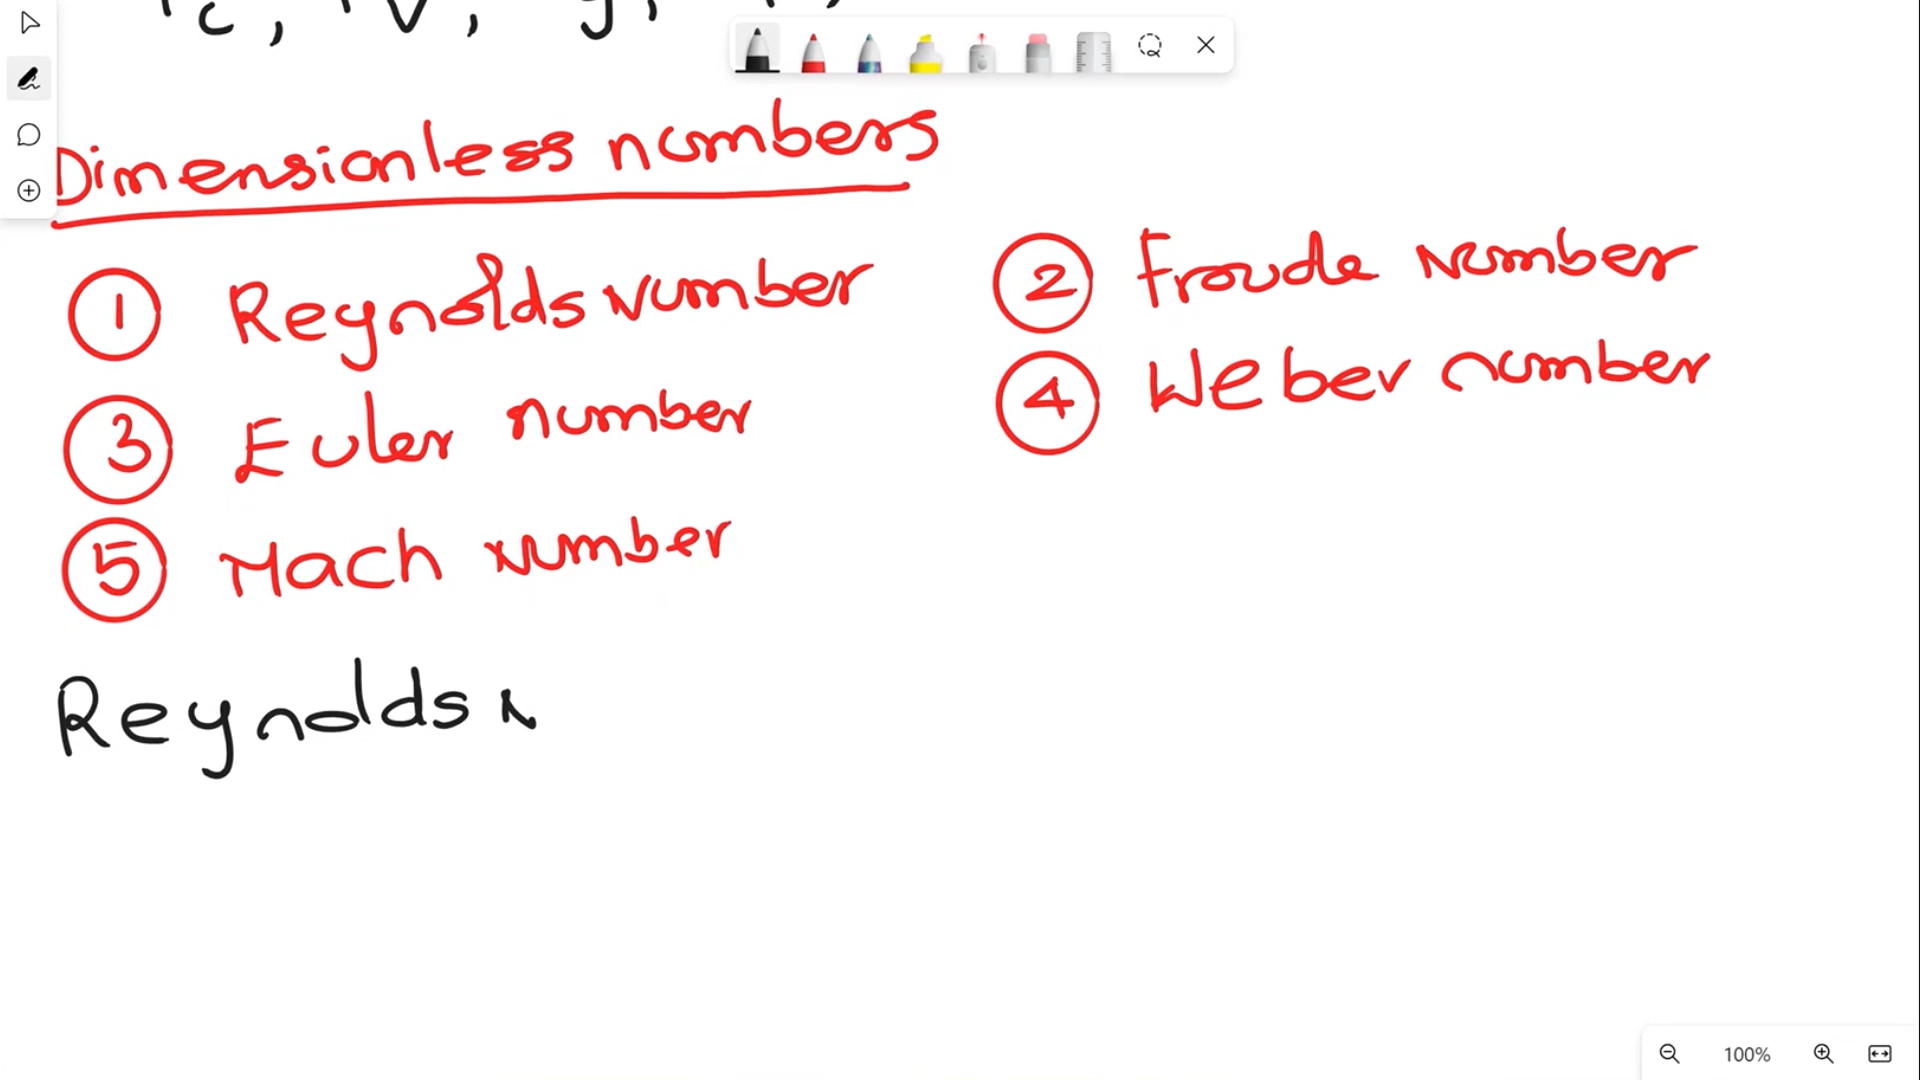 Dimensionless numbers
① Reynolds number
② Froude number
③ Euler number
④ Weber number
⑤ Mach number
Reynolds
100%